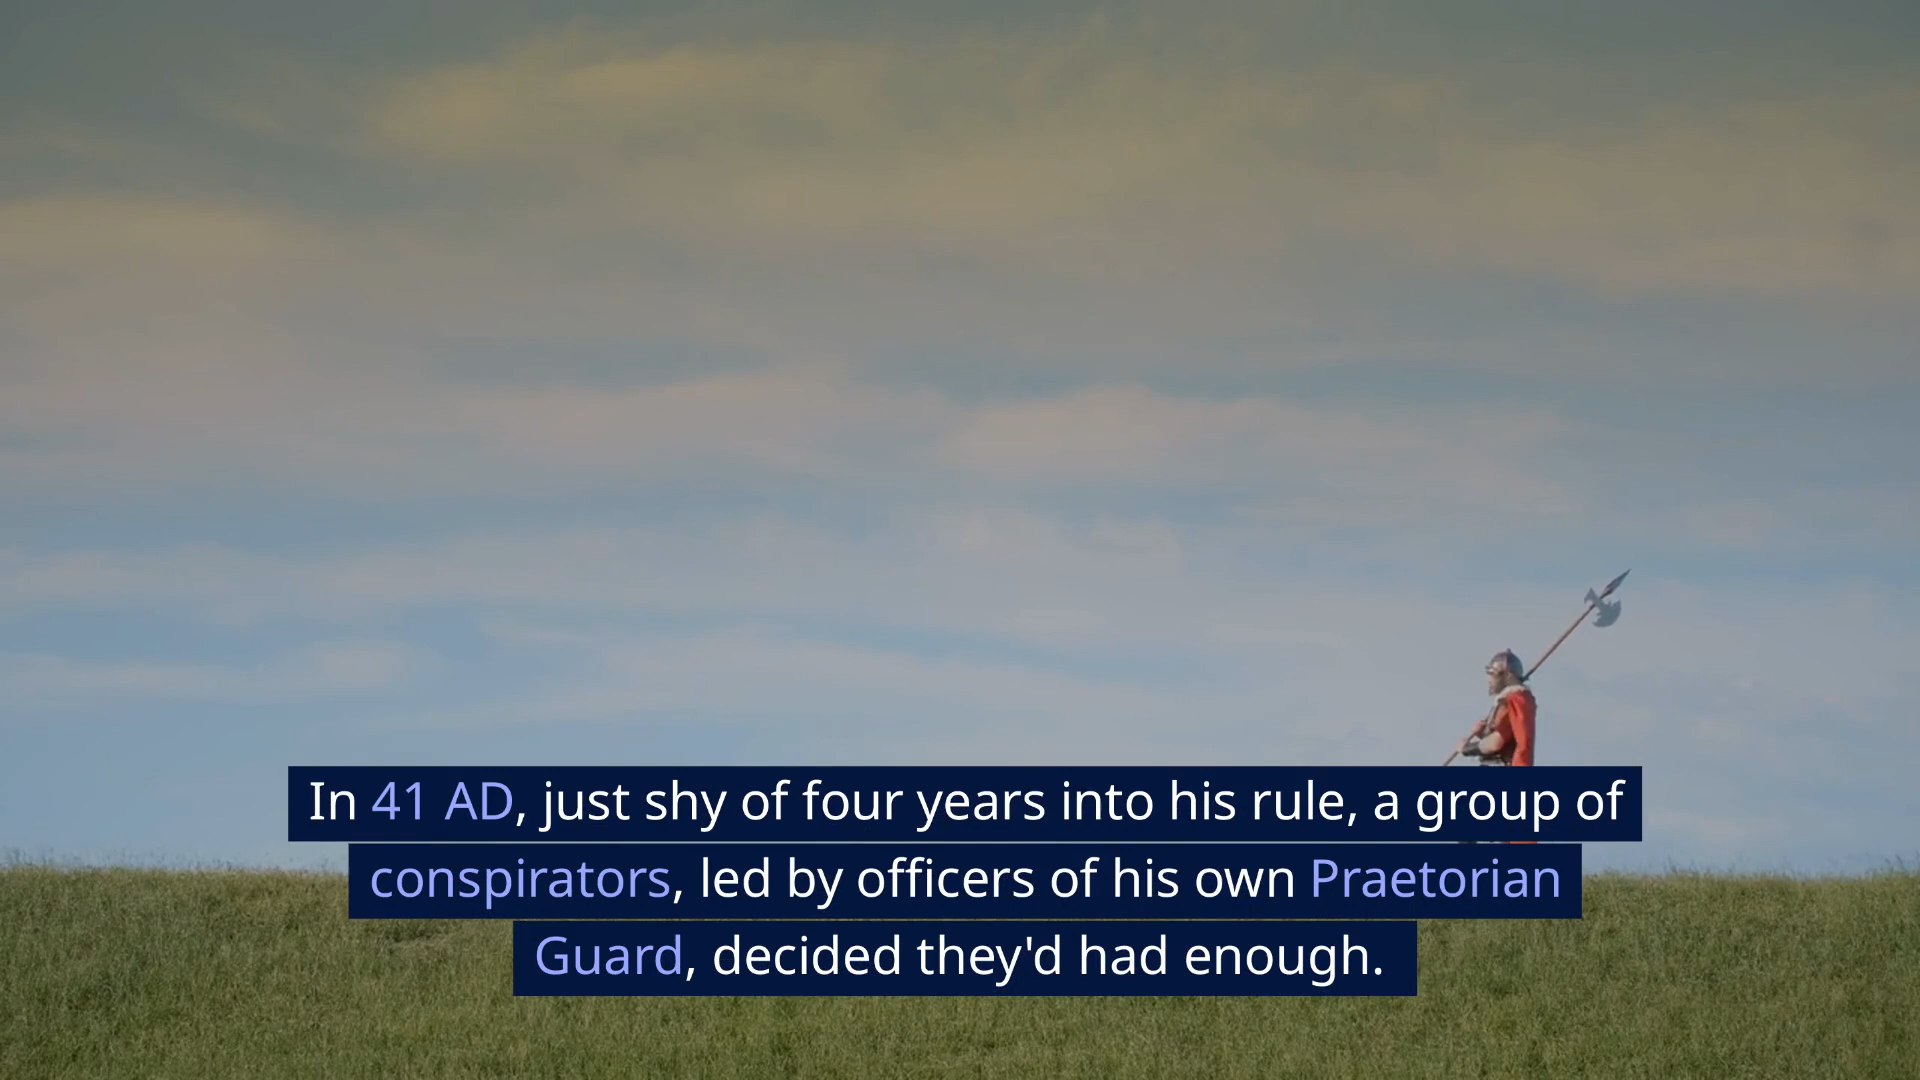 In 41 AD, just shy of four years into his rule, a group of
conspirators, led by officers of his own Praetorian
Guard, decided they'd had enough.